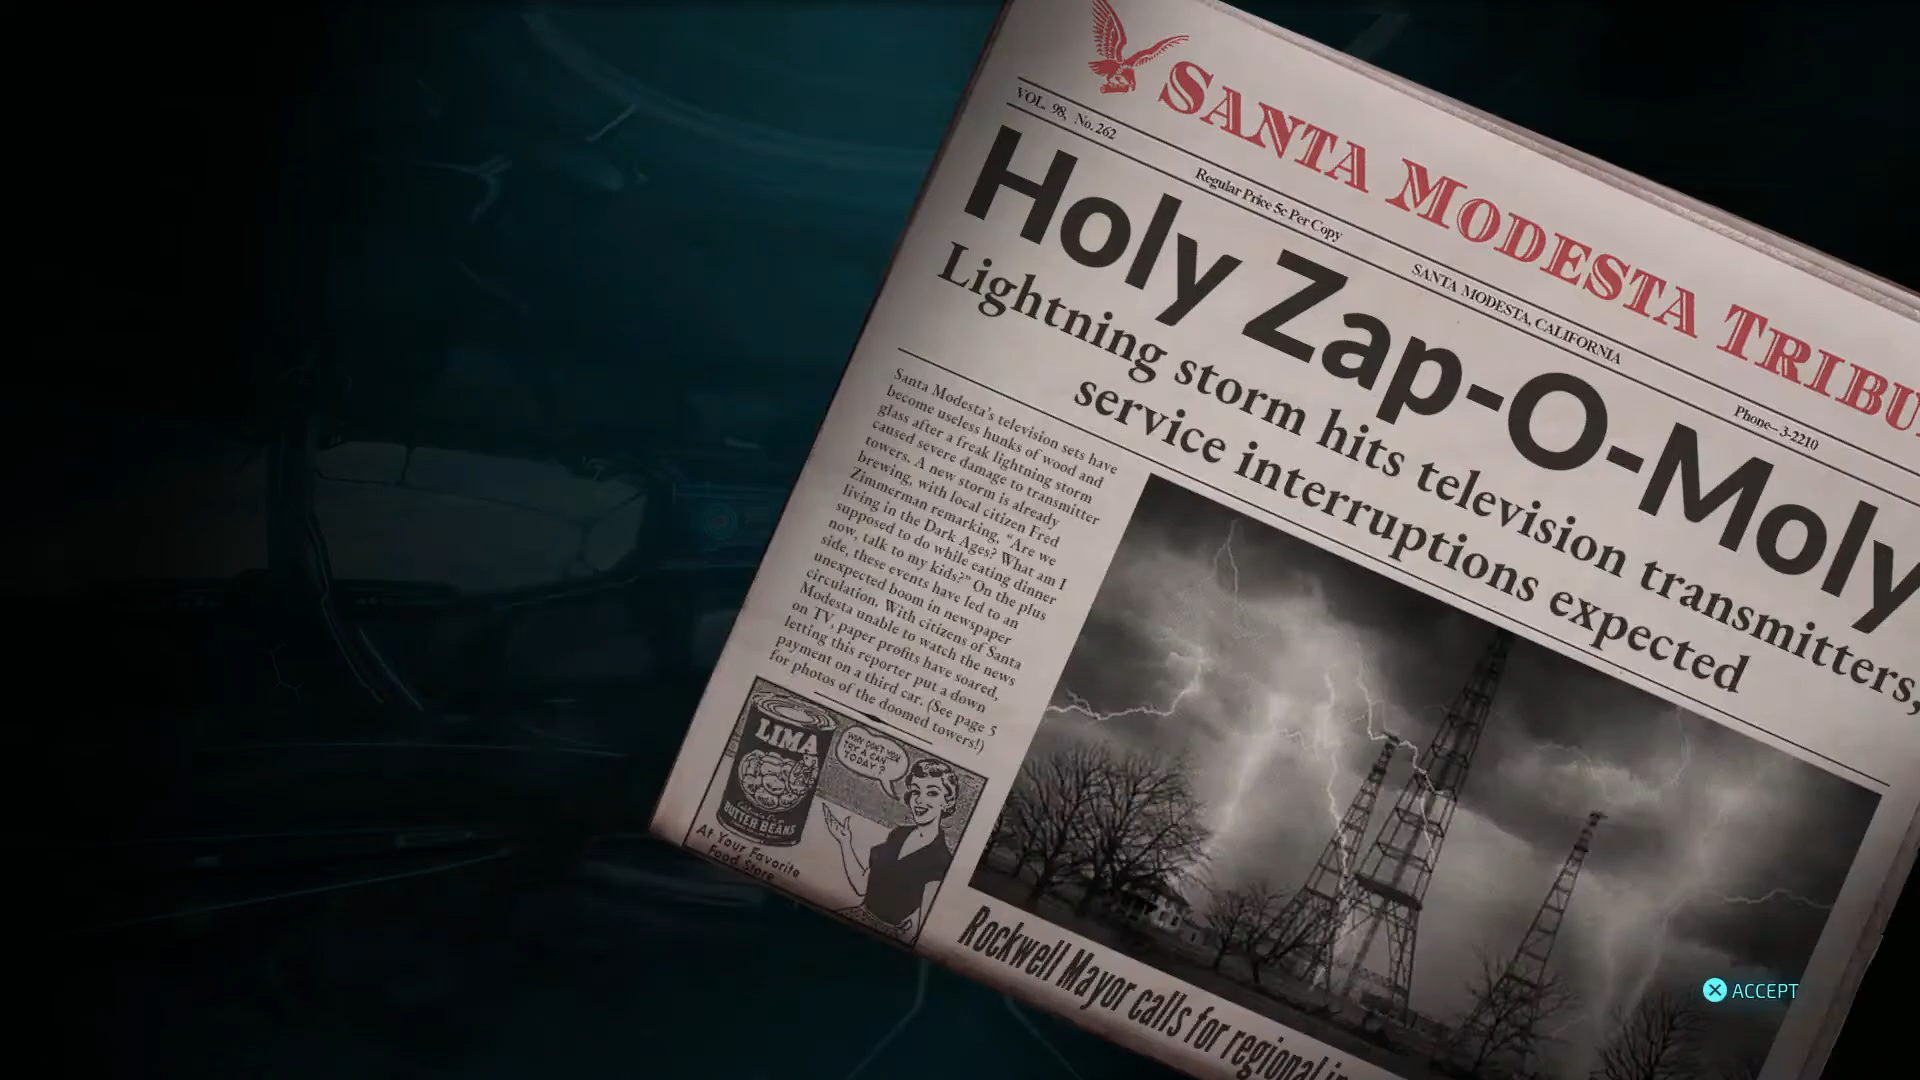 SANTA MODESTA
VOL. 98, No. 262
Regular Price 5c Per Copy
SANTA MODESTA, CALIFORNIA
Phone–3-2210
Holy Zap-O-Moly
Lightning storm hits television transmitters,
service interruptions expected
Santa Modesta's television sets have
become useless hunks of wood and
glass after a freak lightning storm
caused severe damage to transmitter
towers. A new storm is already
brewing, with local citizen Fred
Zimmerman remarking, "Are we
living in the Dark Ages? What am I
supposed to do while eating dinner
now, talk to my kids?" On the plus
side, these events have led to an
unexpected boom in newspaper
circulation. With citizens of Santa
Modesta unable to watch the news
on TV, paper profits have soared,
letting this reporter put a down
payment on a third car. (See page 5
for photos of the doomed towers!)
LIMA
BUTTER BEANS
WHY DON'T YOU
TRY A CAN
TODAY?
At Your Favorite
Food Store
Rockwell Mayor calls for regional
ACCEPT